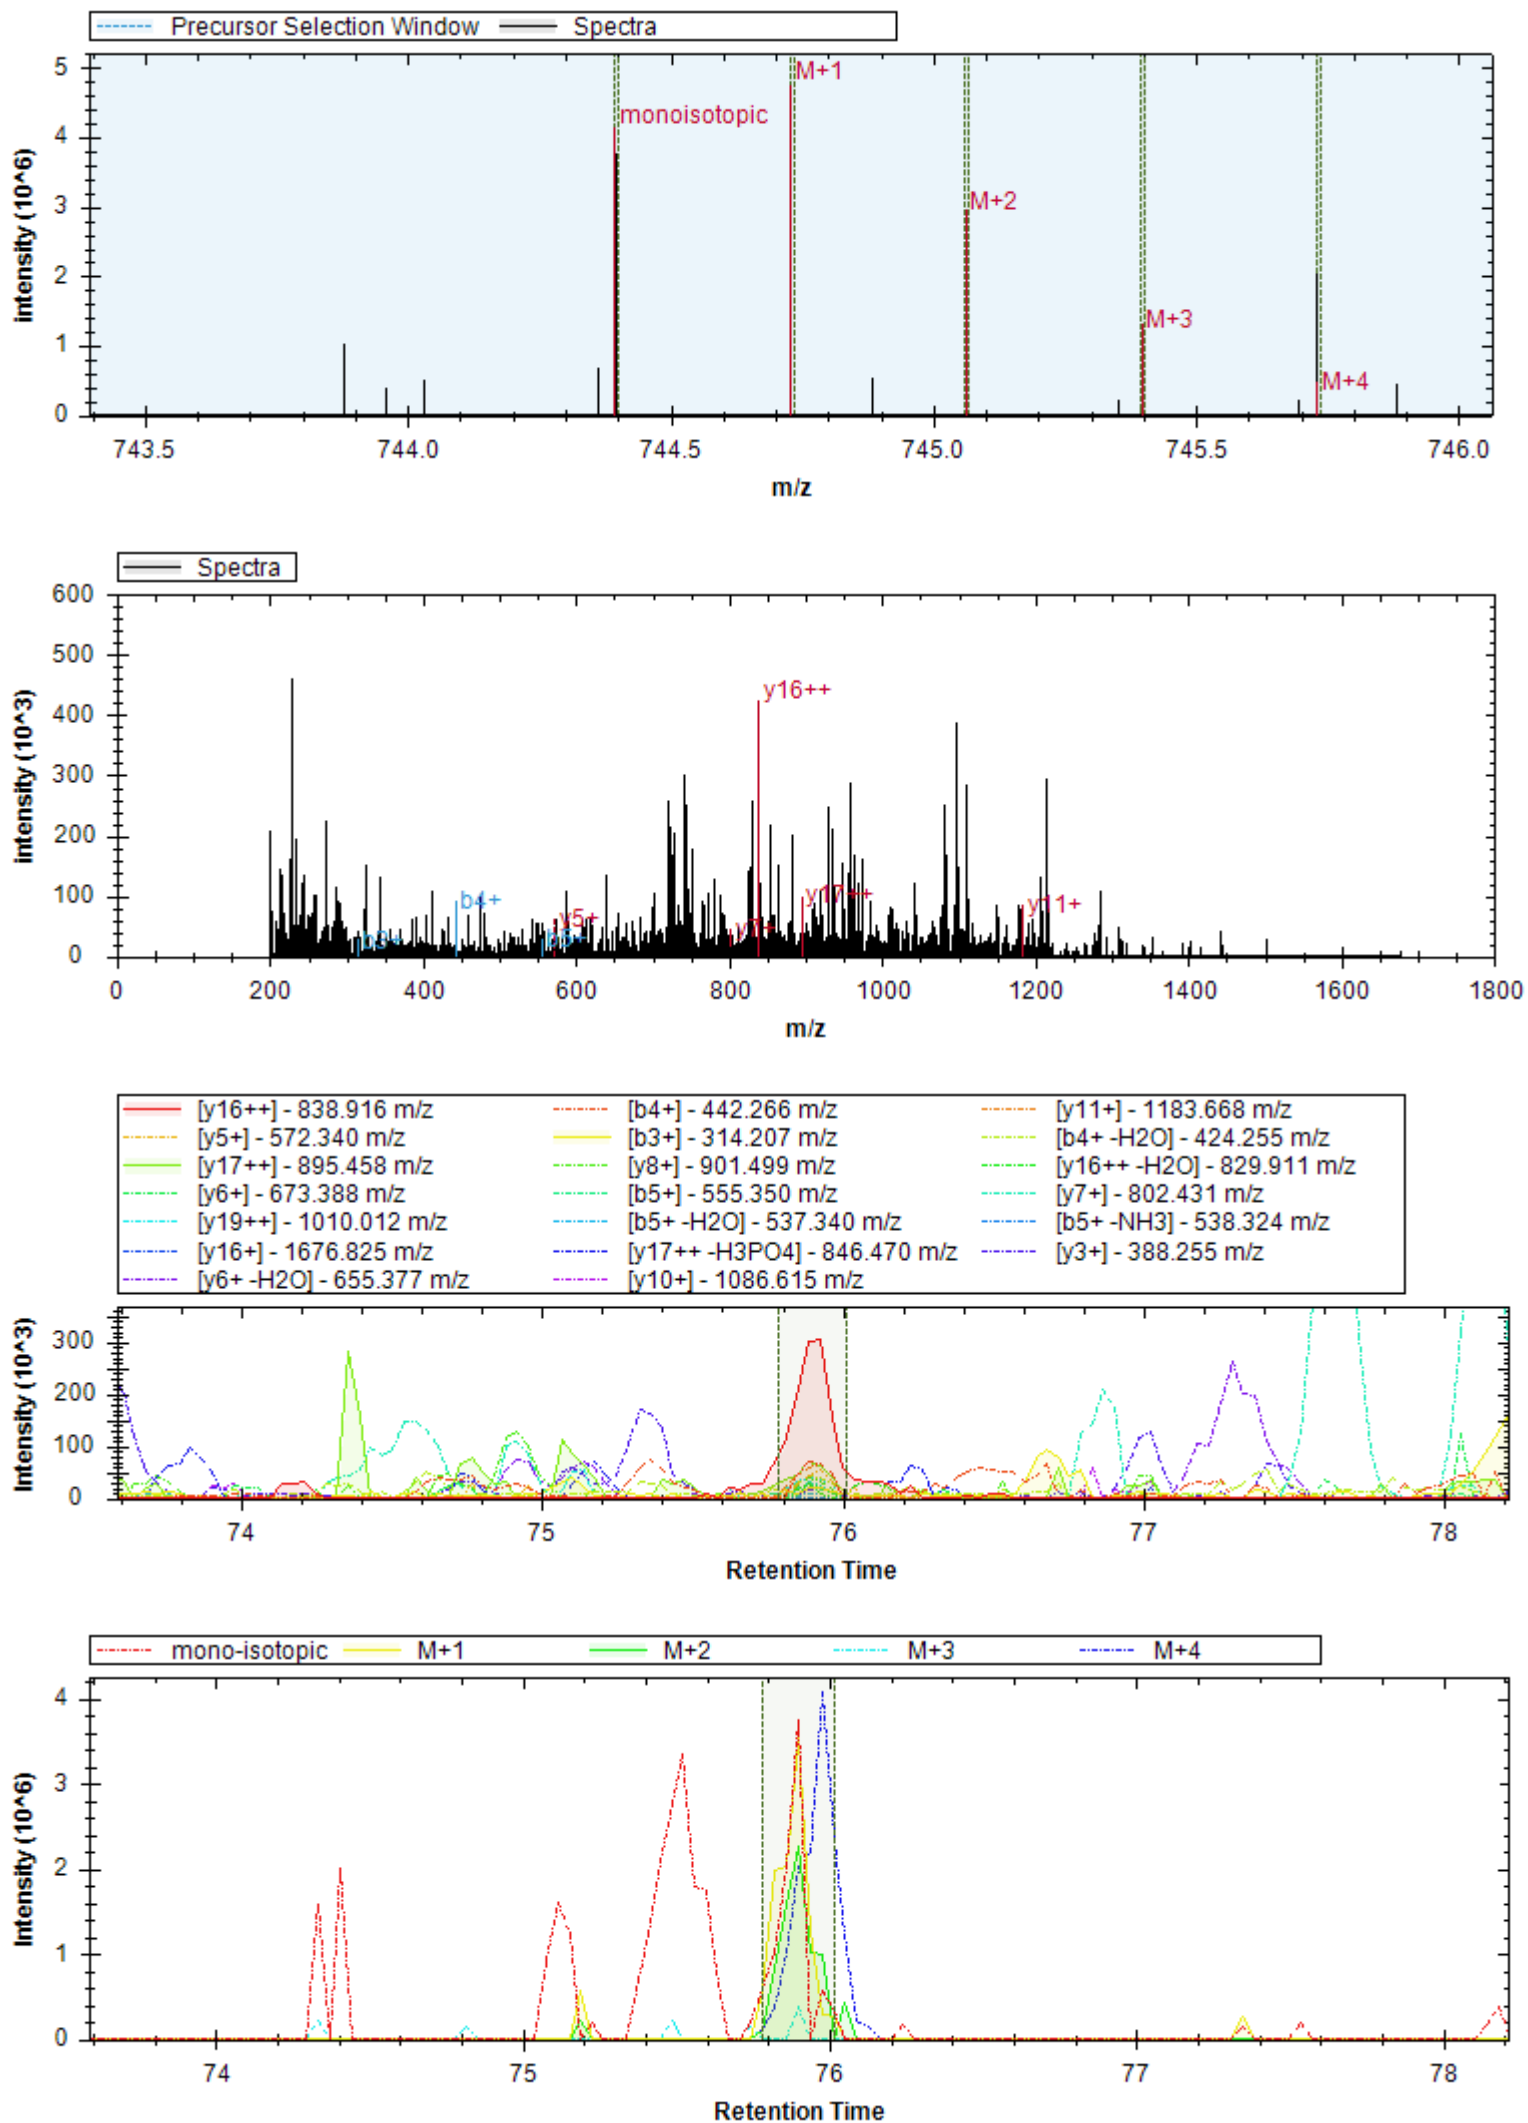 Precursor Selection Window Spectra
5
4
3
2
1
0
intensity (10^6)
monoisotopic
M+1
M+2
M+3
M+4
743.5 744.0 744.5 745.0 745.5 746.0
m/z
Spectra
600
500
400
300
200
100
0
intensity (10^3)
y16++
b4+
y17++
y5+
y7+
y11+
b3+
b5+
0 200 400 600 800 1000 1200 1400 1600 1800
m/z
[y16++] - 838.916 m/z [b4+] - 442.266 m/z [y11+] - 1183.668 m/z
[y5+] - 572.340 m/z [b3+] - 314.207 m/z [b4+ -H2O] - 424.255 m/z
[y17++] - 895.458 m/z [y8+] - 901.499 m/z [y16++ -H2O] - 829.911 m/z
[y6+] - 673.388 m/z [b5+] - 555.350 m/z [y7+] - 802.431 m/z
[y19++] - 1010.012 m/z [b5+ -H2O] - 537.340 m/z [b5+ -NH3] - 538.324 m/z
[y16+] - 1676.825 m/z [y17++ -H3PO4] - 846.470 m/z [y3+] - 388.255 m/z
[y6+ -H2O] - 655.377 m/z [y10+] - 1086.615 m/z
300
200
100
0
Intensity (10^3)
74 75 76 77 78
Retention Time
mono-isotopic M+1 M+2 M+3 M+4
4
3
2
1
0
Intensity (10^6)
74 75 76 77 78
Retention Time